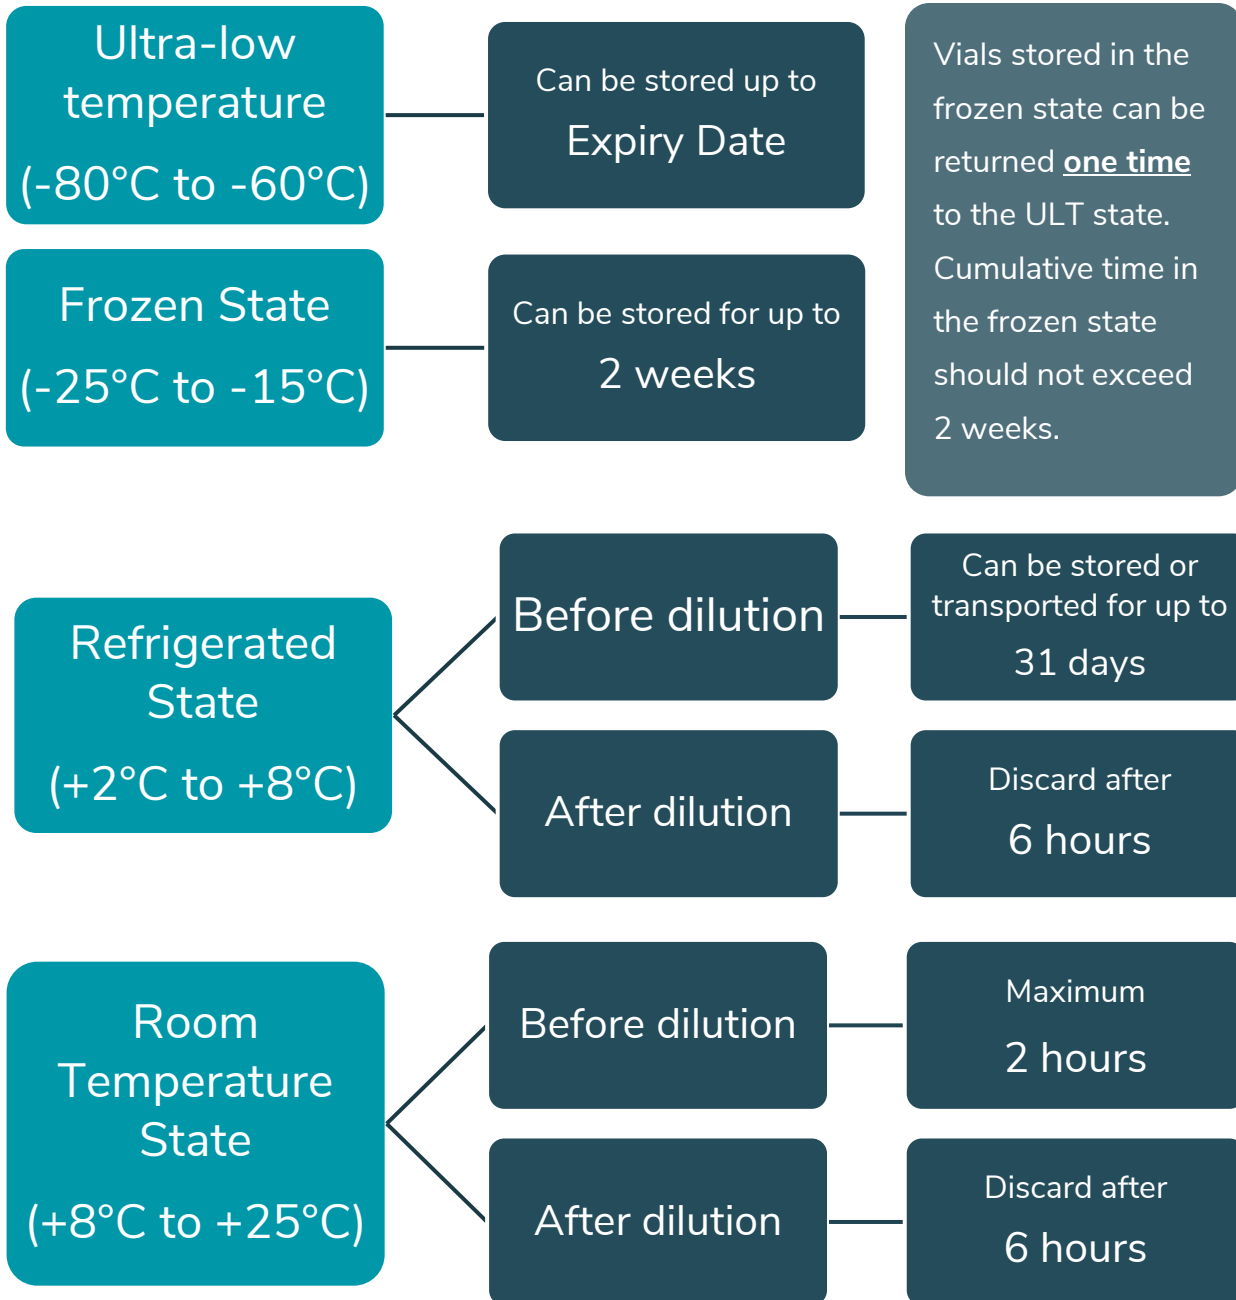 Ultra-low
temperature
(-80°C to -60°C)
Can be stored up to
Expiry Date
Vials stored in the
frozen state can be
returned one time
to the ULT state.
Cumulative time in
the frozen state
should not exceed
2 weeks.
Frozen State
(-25°C to -15°C)
Can be stored for up to
2 weeks
Refrigerated
State
(+2°C to +8°C)
Before dilution
Can be stored or
transported for up to
31 days
After dilution
Discard after
6 hours
Room
Temperature
State
(+8°C to +25°C)
Before dilution
Maximum
2 hours
After dilution
Discard after
6 hours